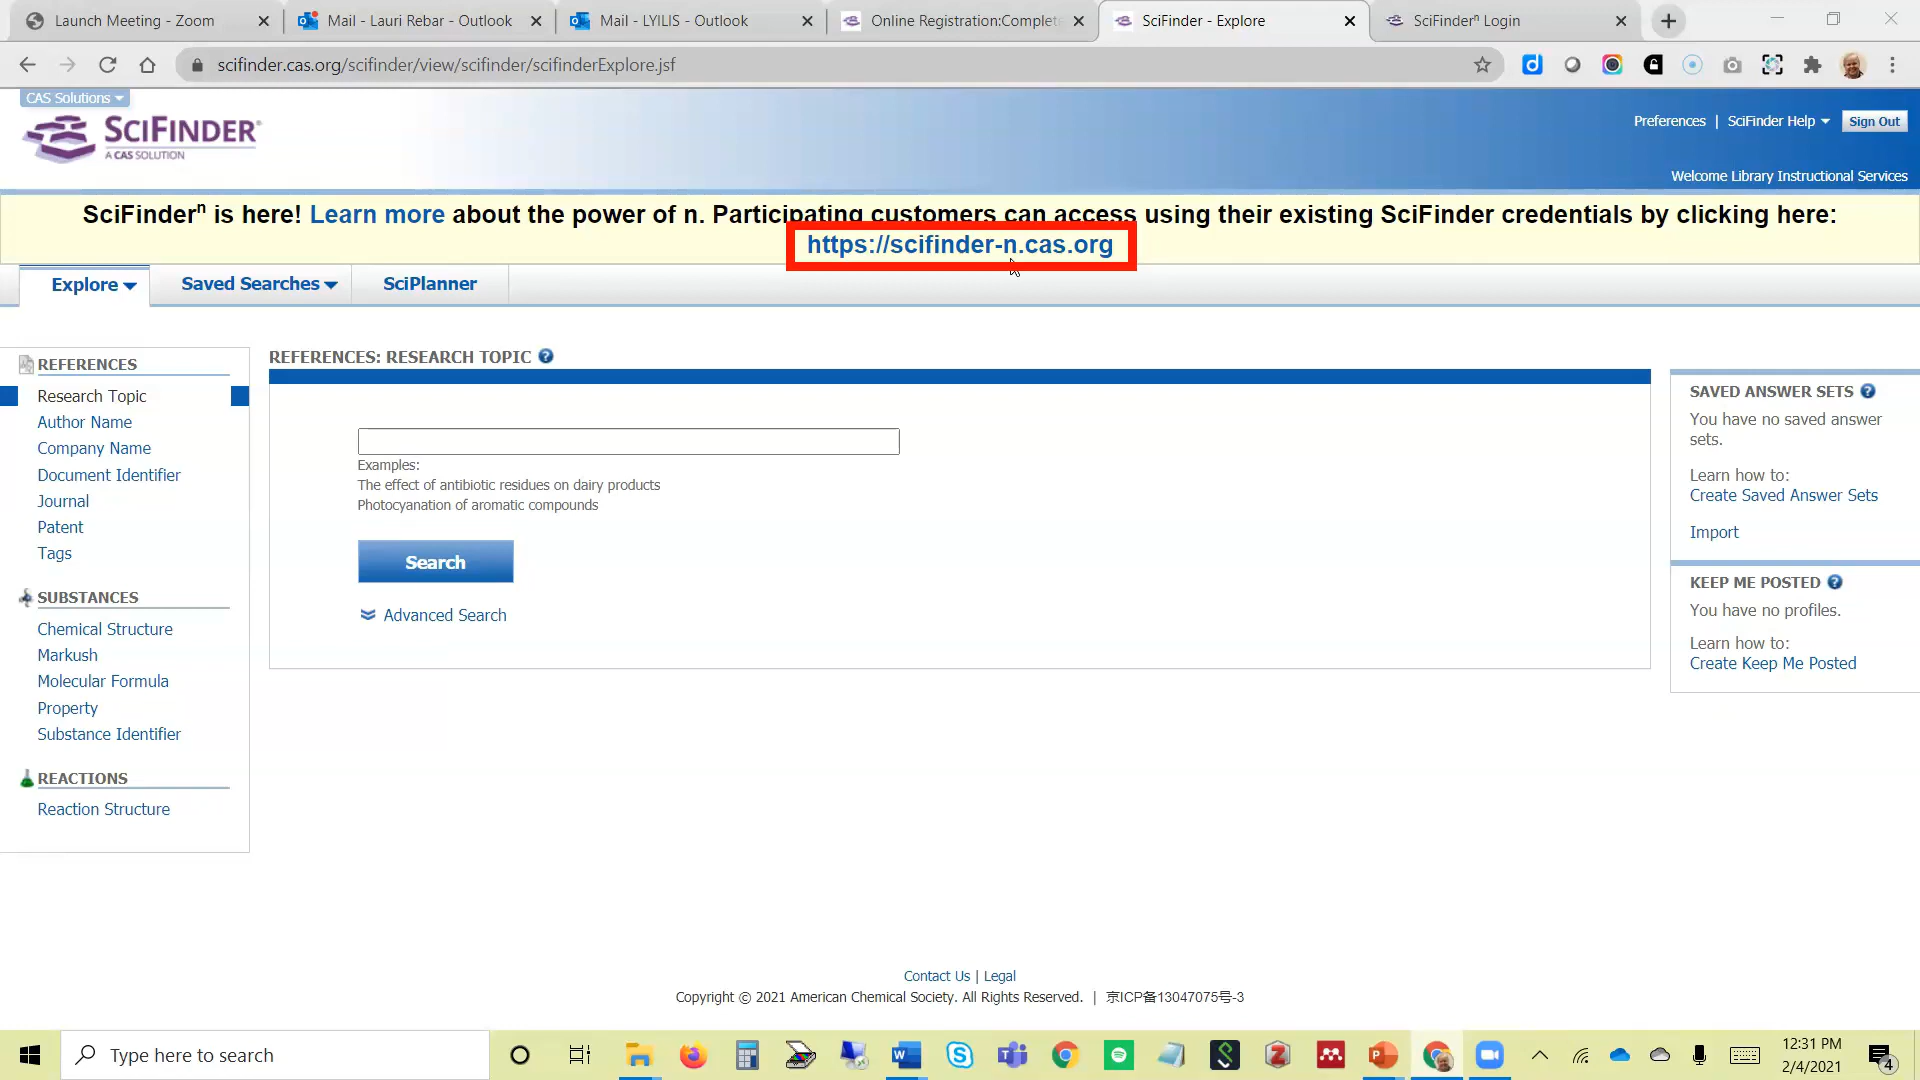 Launch Meeting - Zoom
Mail - Lauri Rebar - Outlook
Mail - LYILIS - Outlook
Online Registration:Complet
SciFinder - Explore
SciFinderⁿ Login
scifinder.cas.org/scifinder/view/scifinder/scifinderExplore.jsf
CAS Solutions
SCIFINDER
A CAS SOLUTION
Preferences | SciFinder Help
Sign Out
Welcome Library Instructional Services
SciFinderⁿ is here! Learn more about the power of n. Participating customers can access using their existing SciFinder credentials by clicking here:
https://scifinder-n.cas.org
Explore
Saved Searches
SciPlanner
REFERENCES
Research Topic
Author Name
Company Name
Document Identifier
Journal
Patent
Tags
SUBSTANCES
Chemical Structure
Markush
Molecular Formula
Property
Substance Identifier
REACTIONS
Reaction Structure
REFERENCES: RESEARCH TOPIC ?
Examples:
The effect of antibiotic residues on dairy products
Photocyanation of aromatic compounds
Search
Advanced Search
SAVED ANSWER SETS ?
You have no saved answer
sets.
Learn how to:
Create Saved Answer Sets
Import
KEEP ME POSTED ?
You have no profiles.
Learn how to:
Create Keep Me Posted
Contact Us | Legal
Copyright © 2021 American Chemical Society. All Rights Reserved. | 京ICP备13047075号-3
Type here to search
12:31 PM
2/4/2021
4